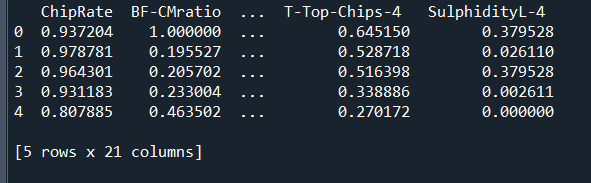 ChipRate BF-CMratio ... T-Top-Chips-4 SulphidityL-4
0 0.937204 1.000000 ... 0.645150 0.379528
1 0.978781 0.195527 ... 0.528718 0.026110
2 0.964301 0.205702 ... 0.516398 0.379528
3 0.931183 0.233004 ... 0.338886 0.002611
4 0.807885 0.463502 ... 0.270172 0.000000
[5 rows x 21 columns]